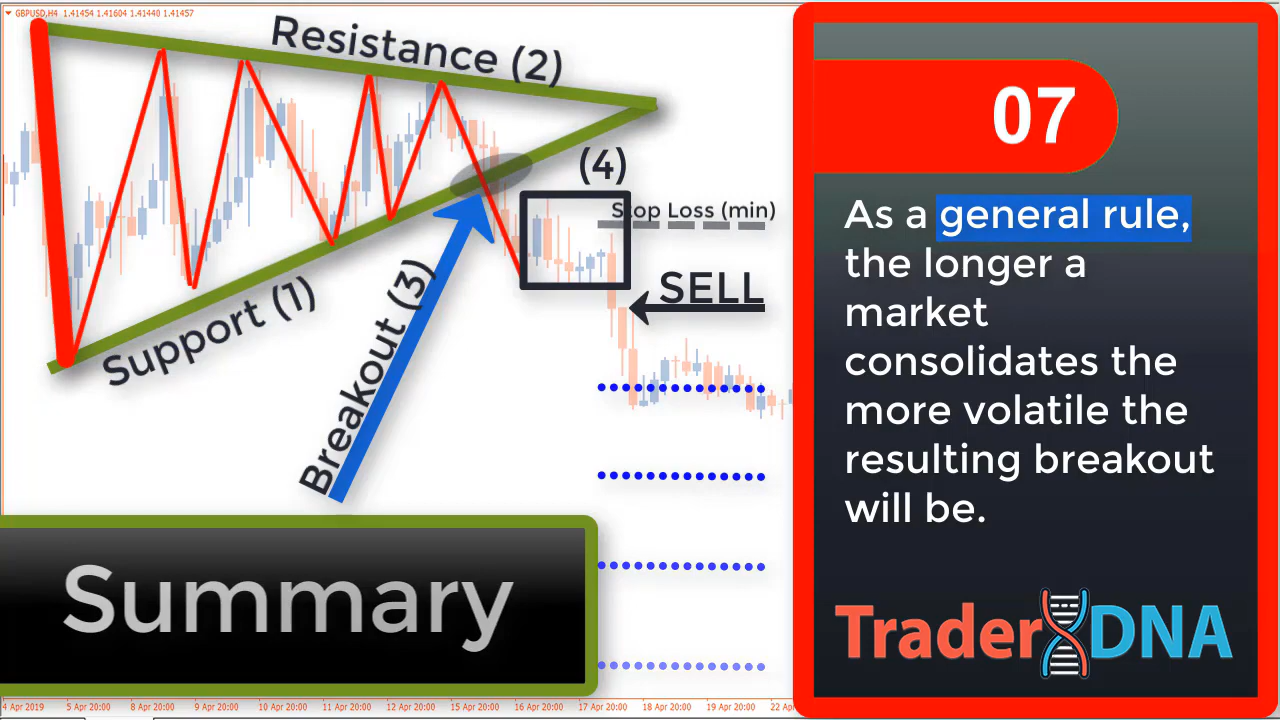 GBPUSD,H4 1.41454 1.41604 1.41440 1.41457
Resistance (2)
(4)
Stop Loss (min)
SELL
Support (1)
Breakout (3)
Summary
4 Apr 2019 5 Apr 20:00 8 Apr 20:00 9 Apr 20:00 10 Apr 20:00 11 Apr 20:00 12 Apr 20:00 15 Apr 20:00 16 Apr 20:00 17 Apr 20:00 18 Apr 20:00 19 Apr 20:00 22 Ap
07
As a general rule,
the longer a
market
consolidates the
more volatile the
resulting breakout
will be.
Trader DNA